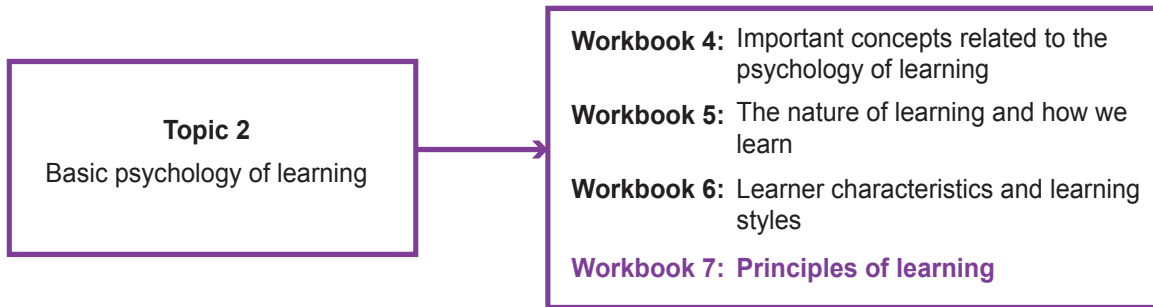 Topic 2
Basic psychology of learning
Workbook 4: Important concepts related to the
psychology of learning
Workbook 5: The nature of learning and how we
learn
Workbook 6: Learner characteristics and learning
styles
Workbook 7: Principles of learning